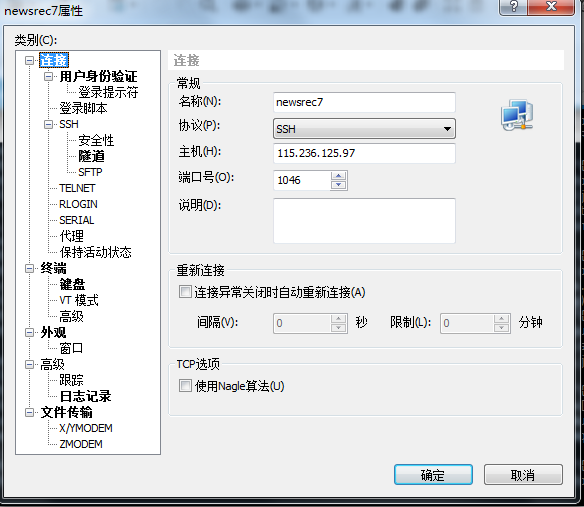 newsrec7属性
类别(C):
连接
用户身份验证
登录提示符
登录脚本
SSH
安全性
隧道
SFTP
TELNET
RLOGIN
SERIAL
代理
保持活动状态
终端
键盘
VT 模式
高级
外观
窗口
高级
跟踪
日志记录
文件传输
X/YMODEM
ZMODEM
连接
常规
名称(N): newsrec7
协议(P): SSH
主机(H): 115.236.125.97
端口号(O): 1046
说明(D):
重新连接
连接异常关闭时自动重新连接(A)
间隔(V): 0 秒 限制(L): 0 分钟
TCP选项
使用Nagle算法(U)
确定 取消